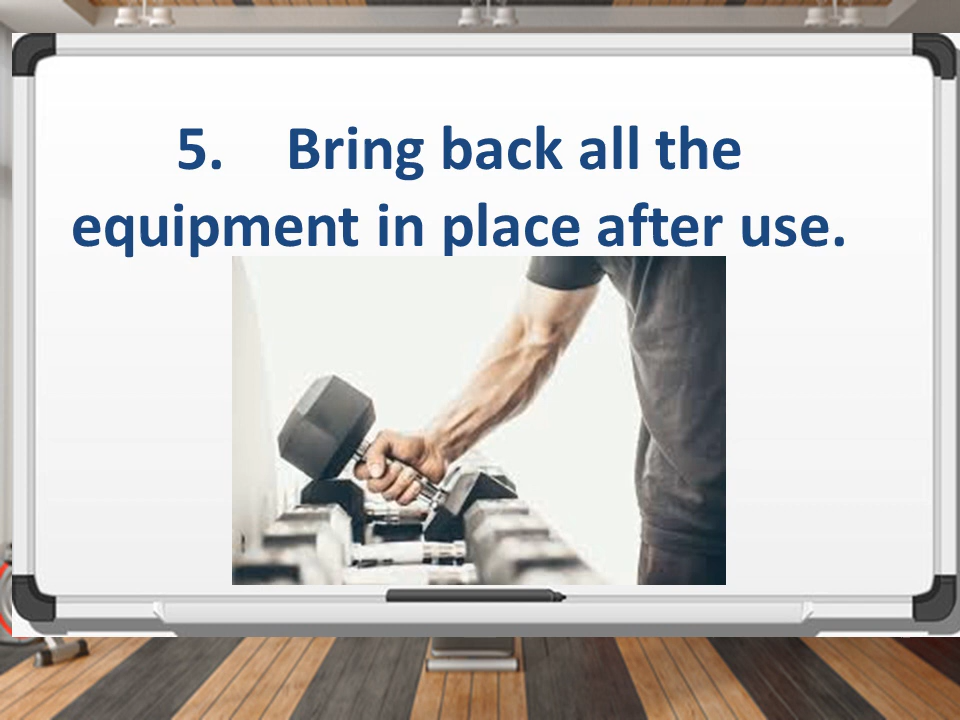 5. Bring back all the
equipment in place after use.